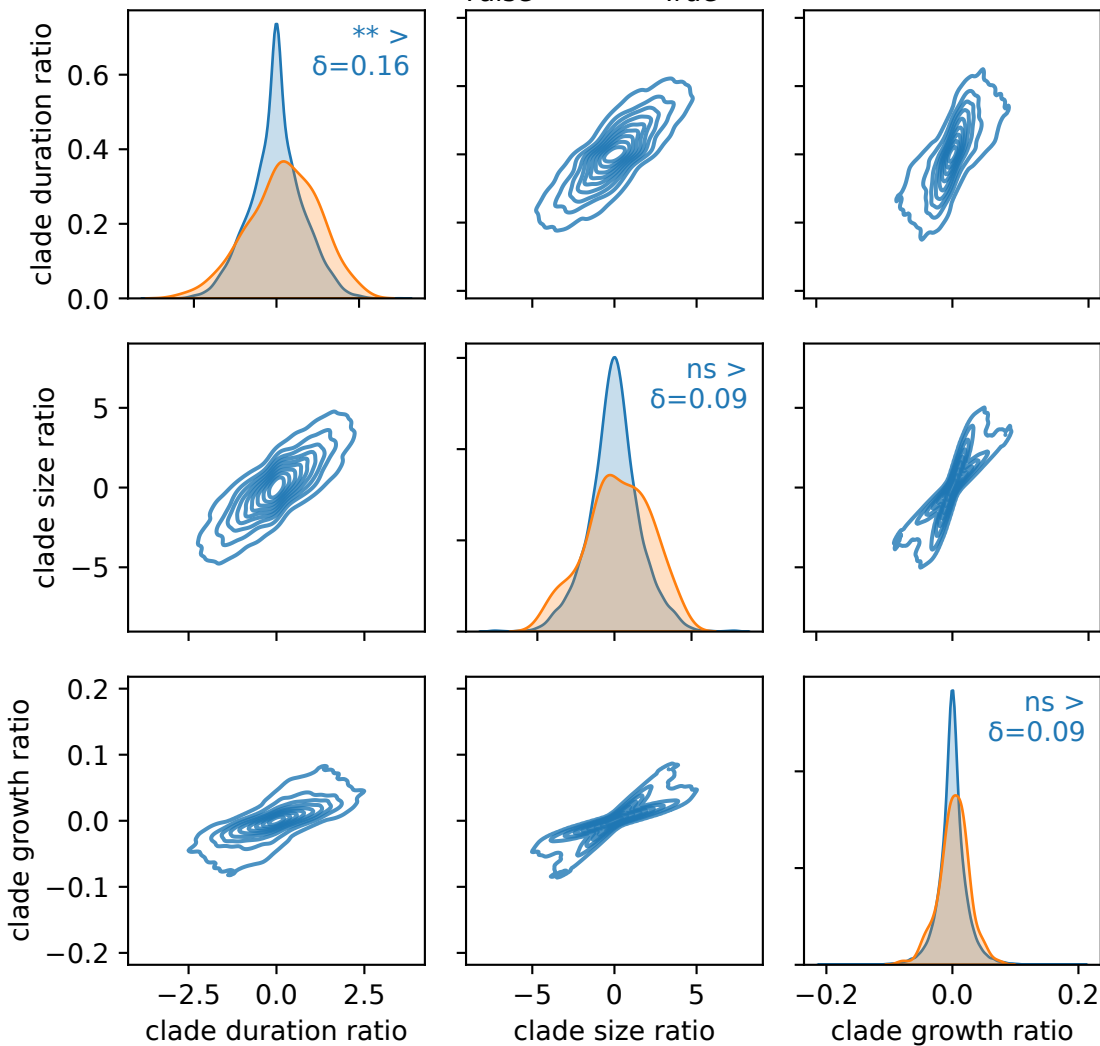 clade duration ratio
0.6
0.4
0.2
0.0
** >
δ=0.16
clade size ratio
5
0
−5
ns >
δ=0.09
clade growth ratio
0.2
0.1
0.0
−0.1
−0.2
ns >
δ=0.09
−2.5 0.0 2.5
−5 0 5
−0.2 0.0 0.2
clade duration ratio
clade size ratio
clade growth ratio